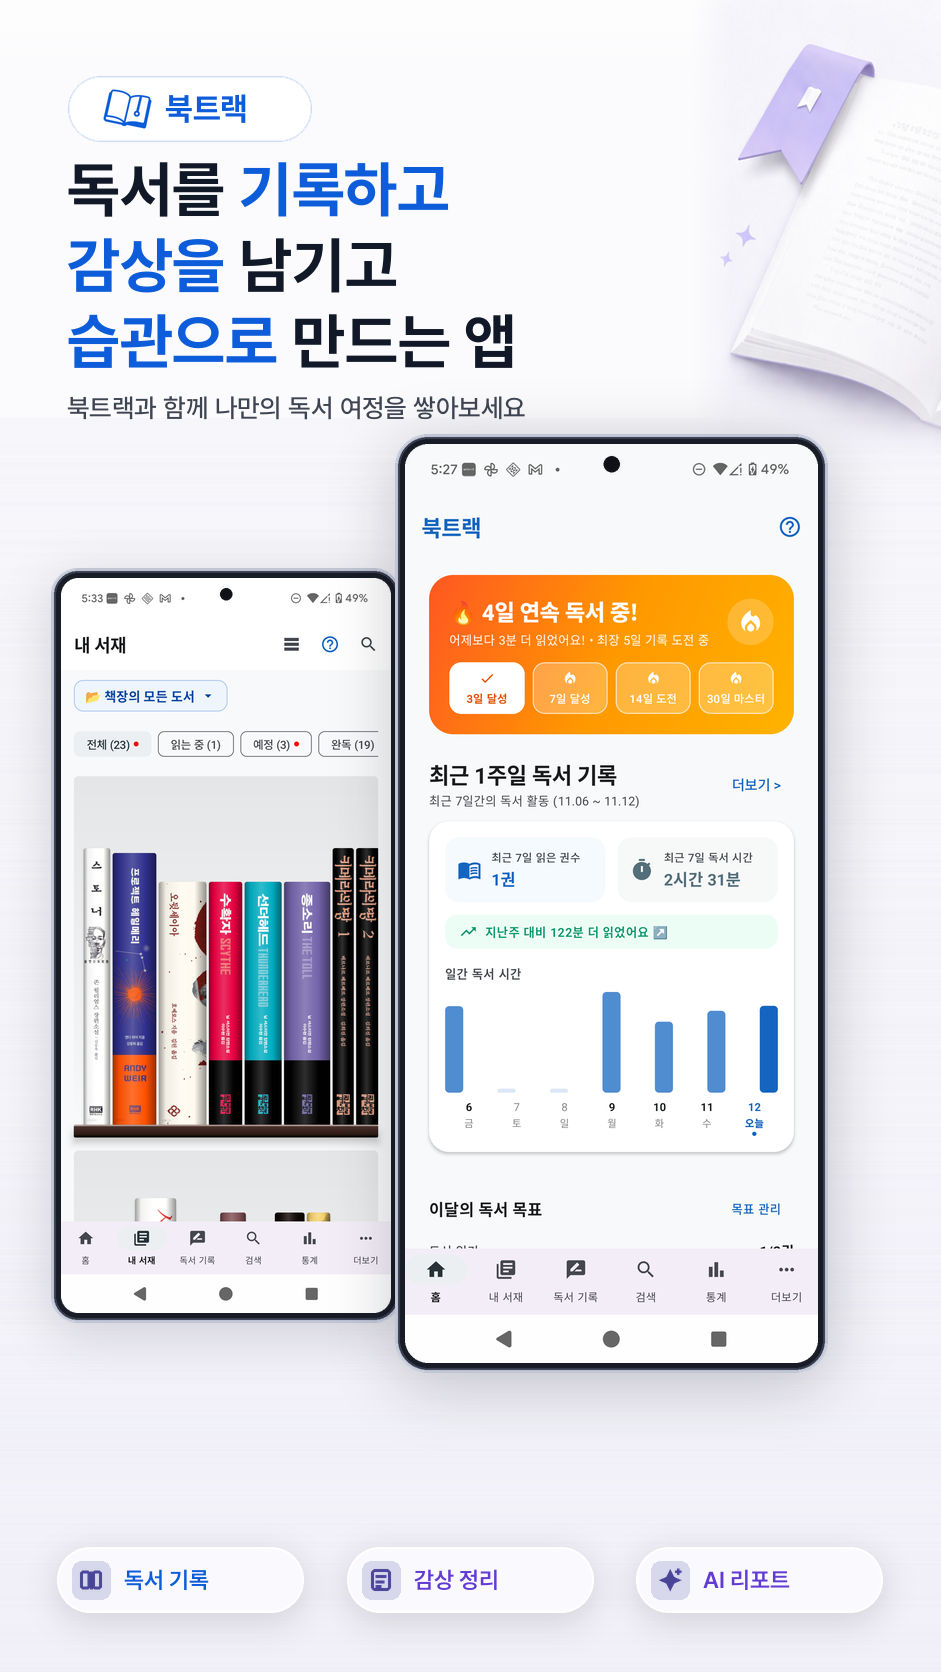 북트랙
독서를 기록하고
감상을 남기고
습관으로 만드는 앱
북트랙과 함께 나만의 독서 여정을 쌓아보세요
5:33
49%
내 서재
책장의 모든 도서
전체 (23)
읽는 중 (1)
예정 (3)
완독 (19)
스토너
존 윌리엄스 장편소설
RHK
프로젝트 헤일메리
ANDY WEIR
RHK
오뒷세이아
수확자 SCYTHE
선더헤드 THUNDERHEAD
종소리 THE TOLL
키메라의 땅 1
키메라의 땅 2
홈
내 서재
독서 기록
검색
통계
더보기
5:27
49%
북트랙
4일 연속 독서 중!
어제보다 3분 더 읽었어요! • 최장 5일 기록 도전 중
3일 달성
7일 달성
14일 도전
30일 마스터
최근 1주일 독서 기록
더보기 >
최근 7일간의 독서 활동 (11.06 ~ 11.12)
최근 7일 읽은 권수
1권
최근 7일 독서 시간
2시간 31분
지난주 대비 122분 더 읽었어요
일간 독서 시간
6 7 8 9 10 11 12
금 토 일 월 화 수 오늘
이달의 독서 목표
목표 관리
홈
내 서재
독서 기록
검색
통계
더보기
독서 기록
감상 정리
AI 리포트